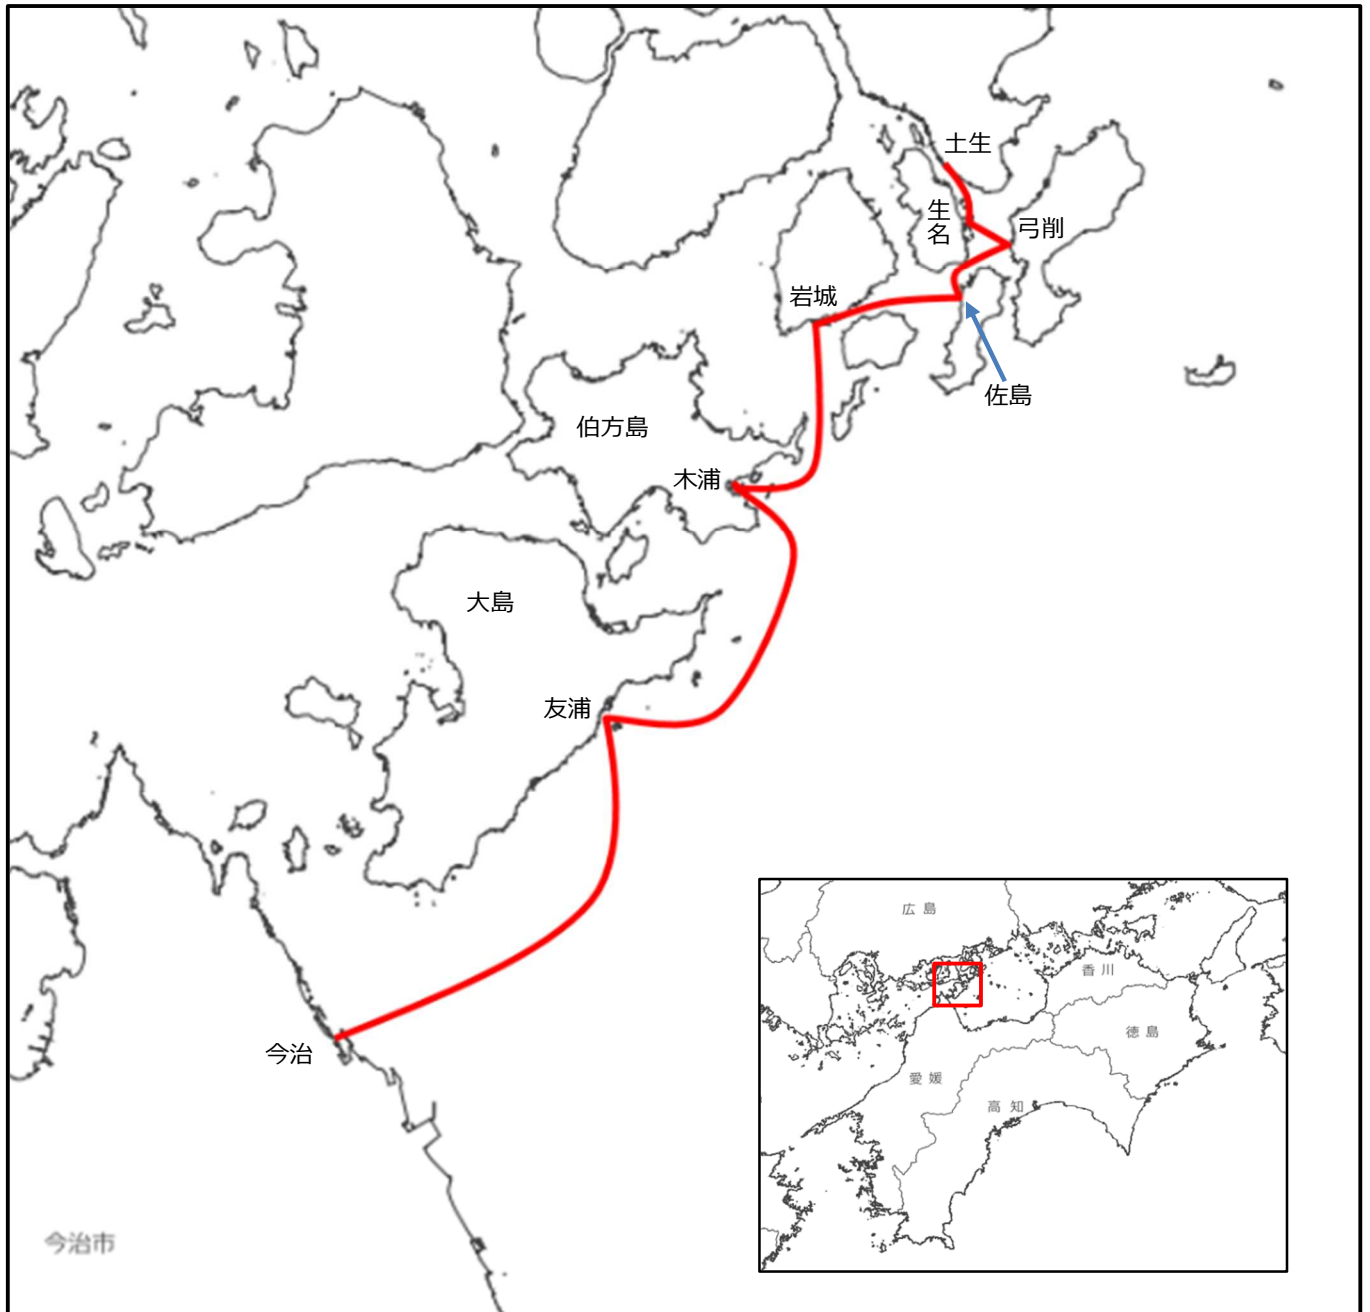 土生
生名
弓削
岩城
佐島
伯方島
木浦
大島
友浦
今治
今治市
広島
香川
徳島
愛媛
高知